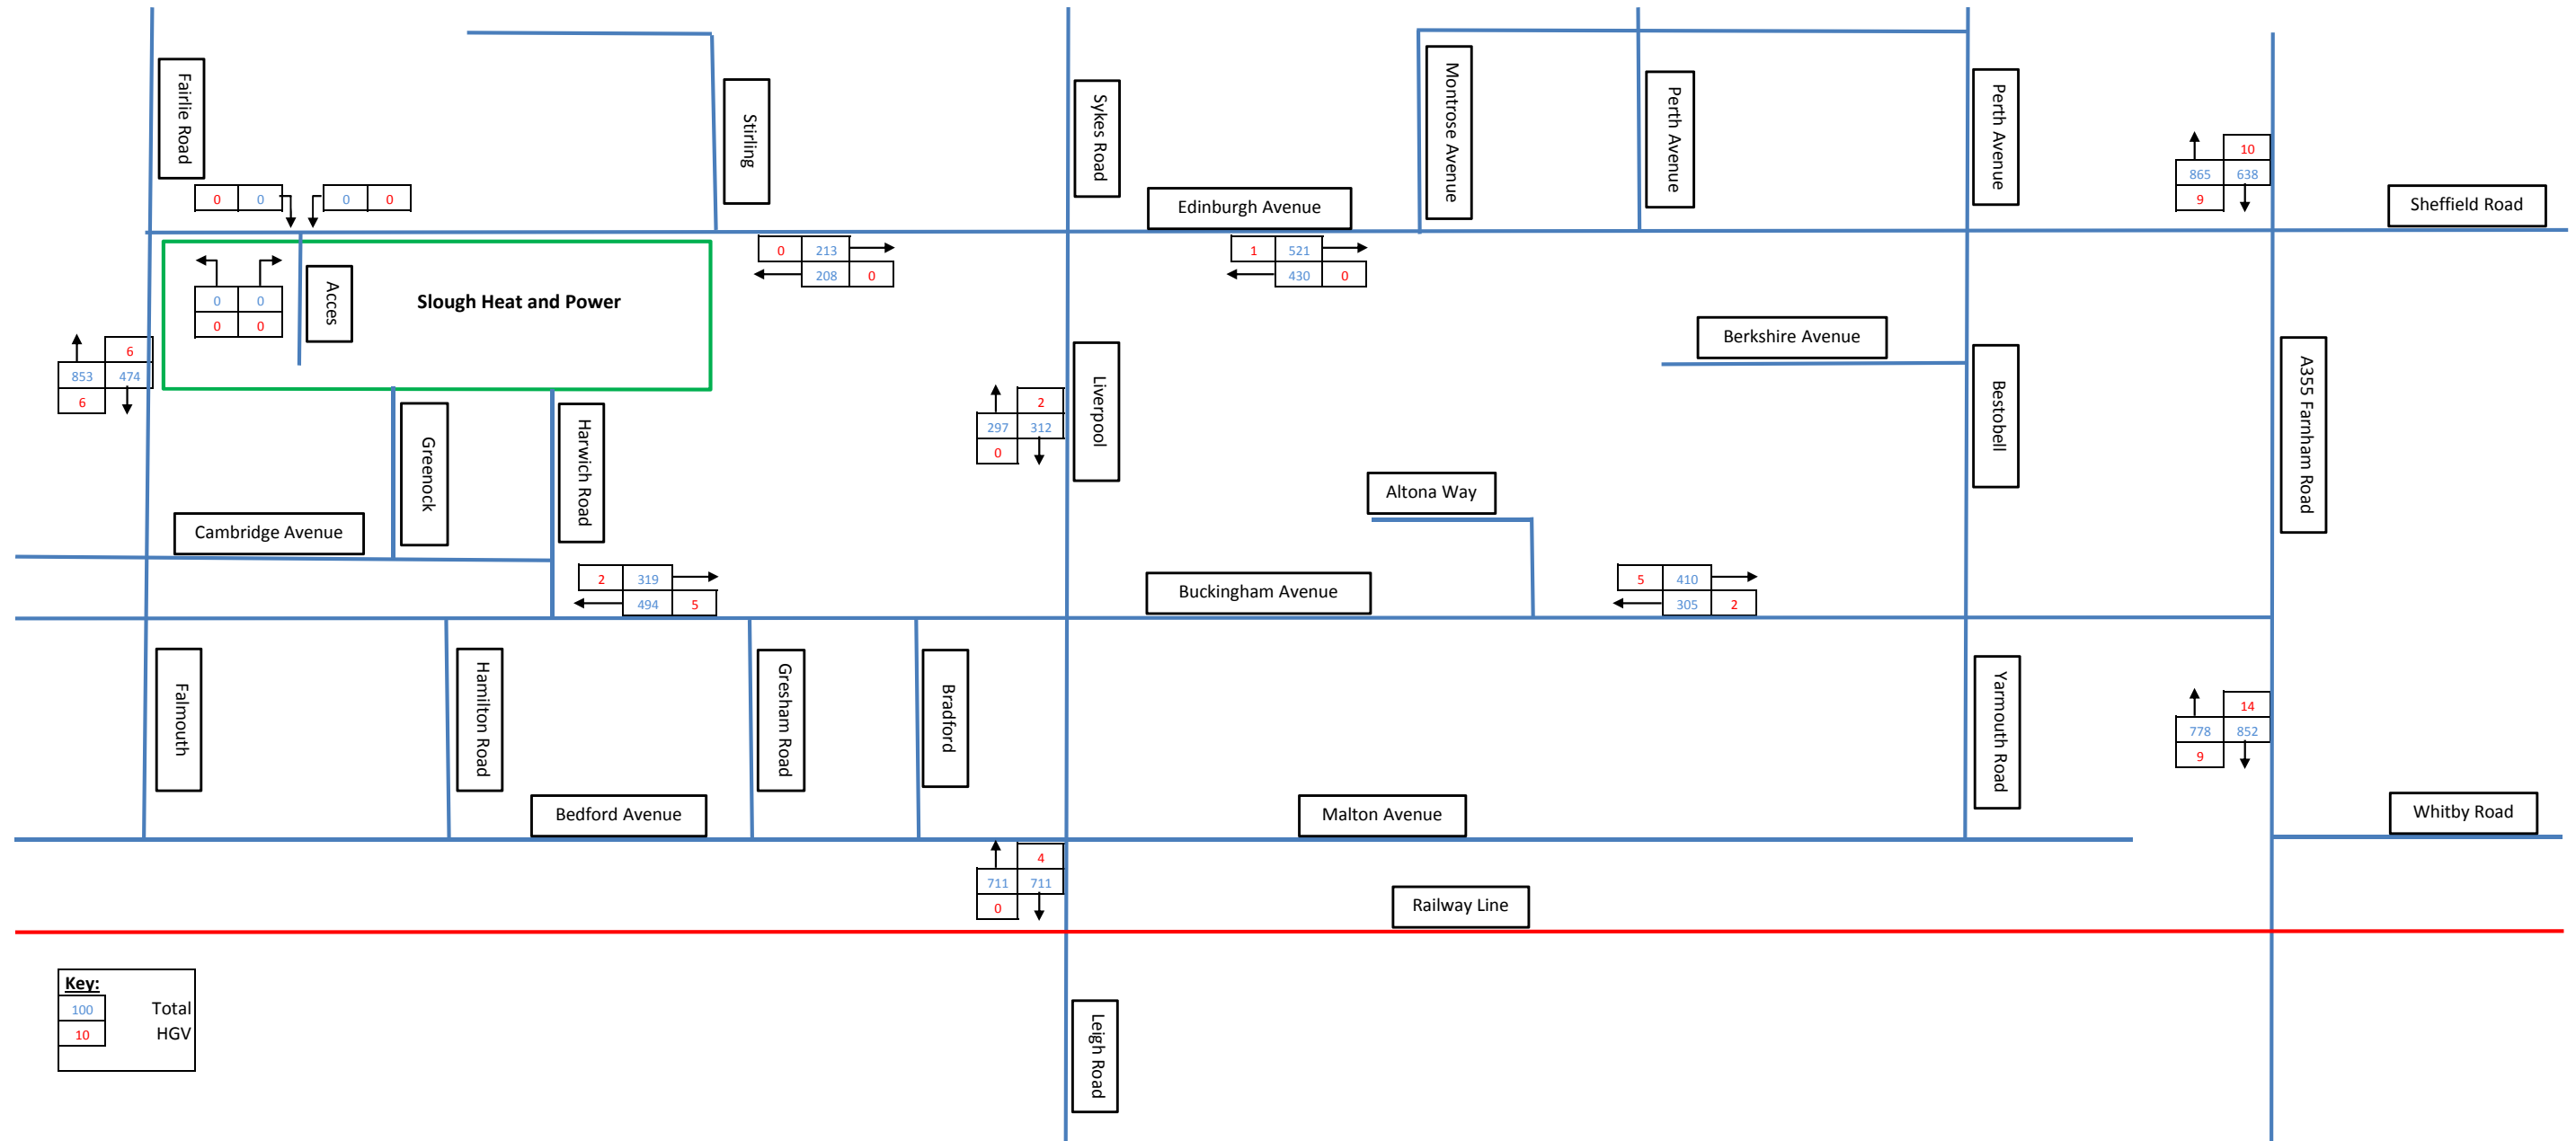 Fairlie Road
Stirling
Sykes Road
Montrose Avenue
Perth Avenue
Perth Avenue
10
865 638
9
Sheffield Road
0 0
0 0
Edinburgh Avenue
0 213
208 0
1 521
430 0
0 0
0 0
Acces
Slough Heat and Power
6
853 474
6
Berkshire Avenue
Liverpool
2
297 312
0
Bestobell
A355 Farnham Road
Greenock
Harwich Road
Altona Way
Cambridge Avenue
2 319
494 5
Buckingham Avenue
5 410
305 2
Falmouth
Hamilton Road
Gresham Road
Bradford
Yarmouth Road
14
778 852
9
Bedford Avenue
Malton Avenue
Whitby Road
4
711 711
0
Railway Line
Key:
100 Total
10 HGV
Leigh Road